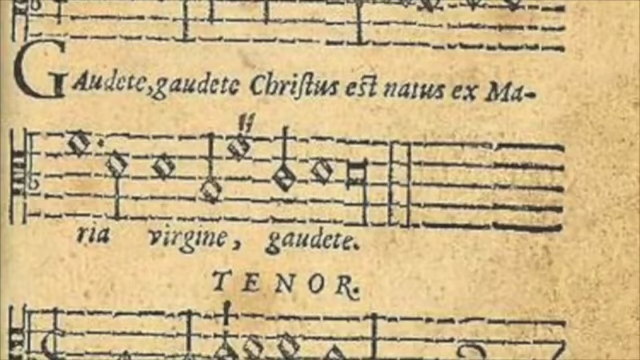 GAudete,gaudete Chriſtus eſt natus ex Ma-
ria virgine, gaudete.
TENOR.